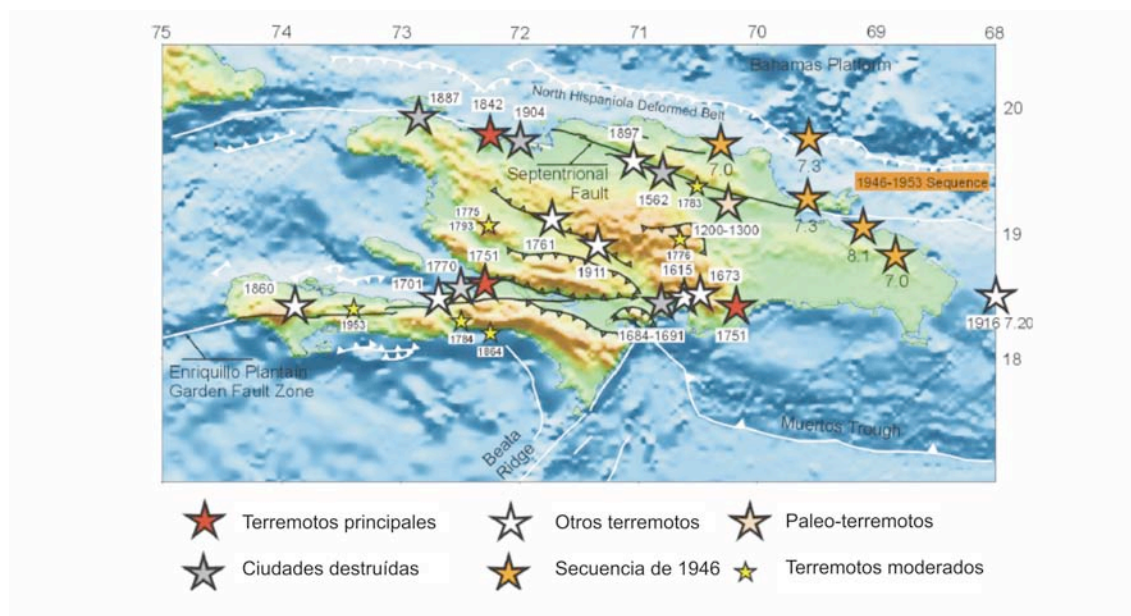 75 74 73 72 71 70 69 68
Bahamas Platform
20
1887 1842
North Hispaniola Deformed Belt
1904
1897
7.0
7.3
Septentrional
Fault
1946-1953 Sequence
1562
1783
1775
1793
1200-1300
7.3
19
1761
1776
1911
8.1
7.0
1770
1751
1615
1673
1701
1860
1953
1784
1864
1684-1691
1751
1916 7.20
18
Enriquillo Plantain
Garden Fault Zone
Beata
Ridge
Muertos Trough
Terremotos principales
Otros terremotos
Paleo-terremotos
Ciudades destruídas
Secuencia de 1946
Terremotos moderados